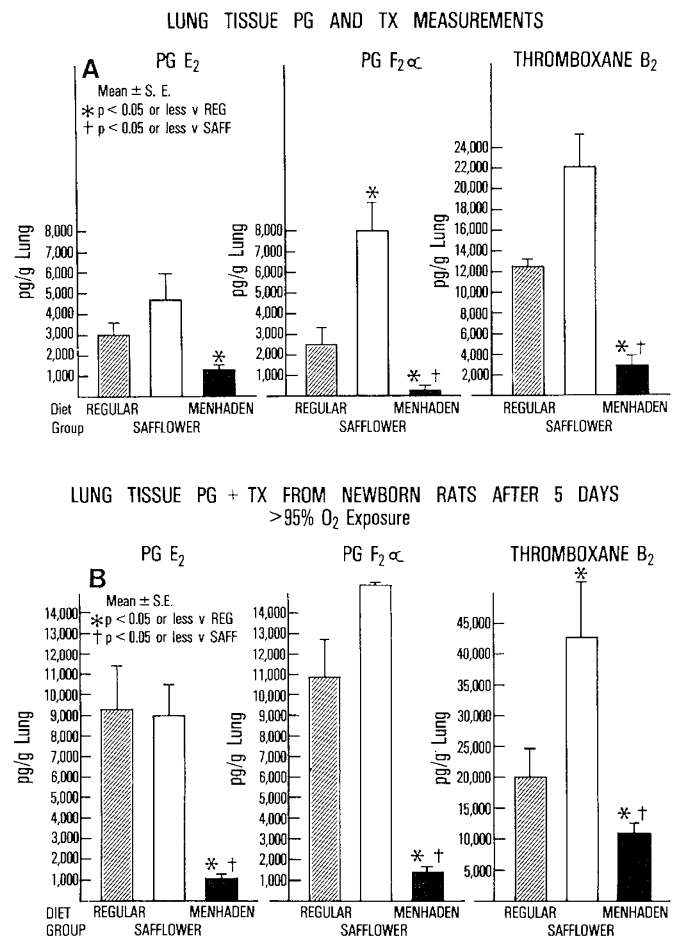 LUNG TISSUE PG AND TX MEASUREMENTS
A
PG E2
PG F2∝
THROMBOXANE B2
Mean ± S. E.
* p < 0.05 or less v REG
† p < 0.05 or less v SAFF
pg/g Lung
8,000
7,000
6,000
5,000
4,000
3,000
2,000
1,000
*
pg/g Lung
8,000
7,000
6,000
5,000
4,000
3,000
2,000
1,000
*
* †
pg/g Lung
24,000
22,000
20,000
18,000
16,000
14,000
12,000
10,000
8,000
6,000
4,000
2,000
* †
Diet Group
REGULAR
SAFFLOWER
MENHADEN
REGULAR
SAFFLOWER
MENHADEN
REGULAR
SAFFLOWER
MENHADEN
LUNG TISSUE PG + TX FROM NEWBORN RATS AFTER 5 DAYS
>95% O2 Exposure
B
PG E2
PG F2∝
THROMBOXANE B2
Mean ± S.E.
* p < 0.05 or less v REG
† p < 0.05 or less v SAFF
pg/g Lung
14,000
13,000
12,000
11,000
10,000
9,000
8,000
7,000
6,000
5,000
4,000
3,000
2,000
1,000
* †
pg/g Lung
14,000
13,000
12,000
11,000
10,000
9,000
8,000
7,000
6,000
5,000
4,000
3,000
2,000
1,000
* †
pg/g Lung
45,000
40,000
35,000
30,000
25,000
20,000
15,000
10,000
5,000
*
* †
DIET GROUP
REGULAR
SAFFLOWER
MENHADEN
REGULAR
SAFFLOWER
MENHADEN
REGULAR
SAFFLOWER
MENHADEN